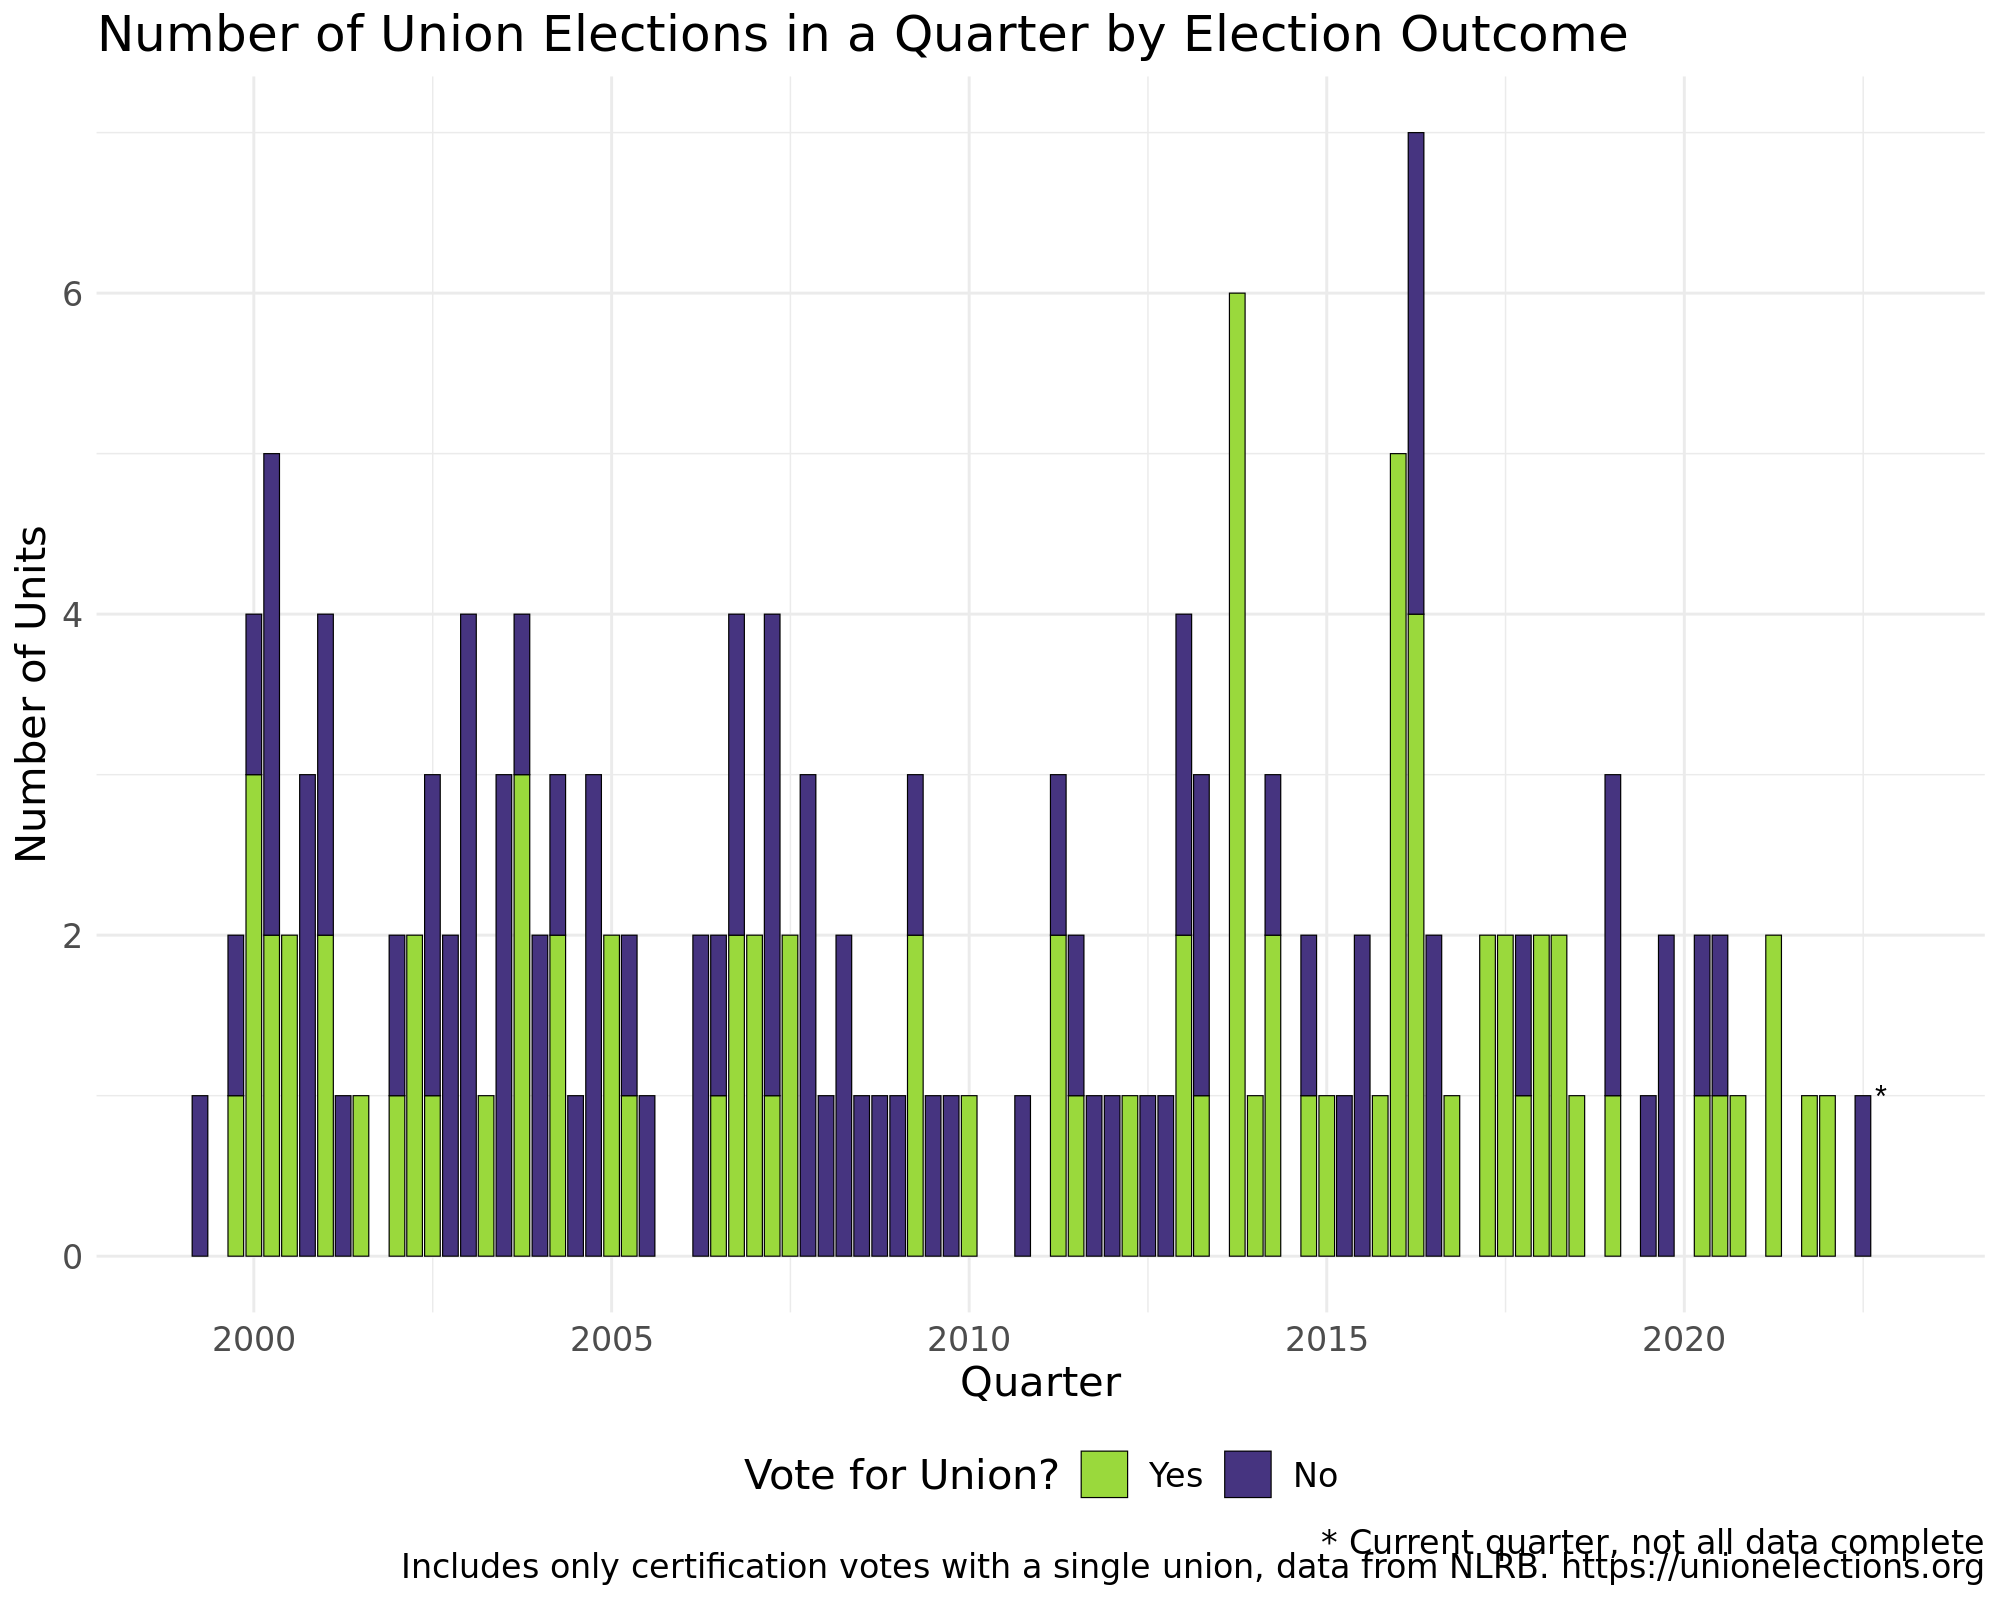 Number of Union Elections in a Quarter by Election Outcome
Number of Units
6
4
2
0
*
2000 2005 2010 2015 2020
Quarter
Vote for Union? Yes No
* Current quarter, not all data complete
Includes only certification votes with a single union, data from NLRB. https://unionelections.org